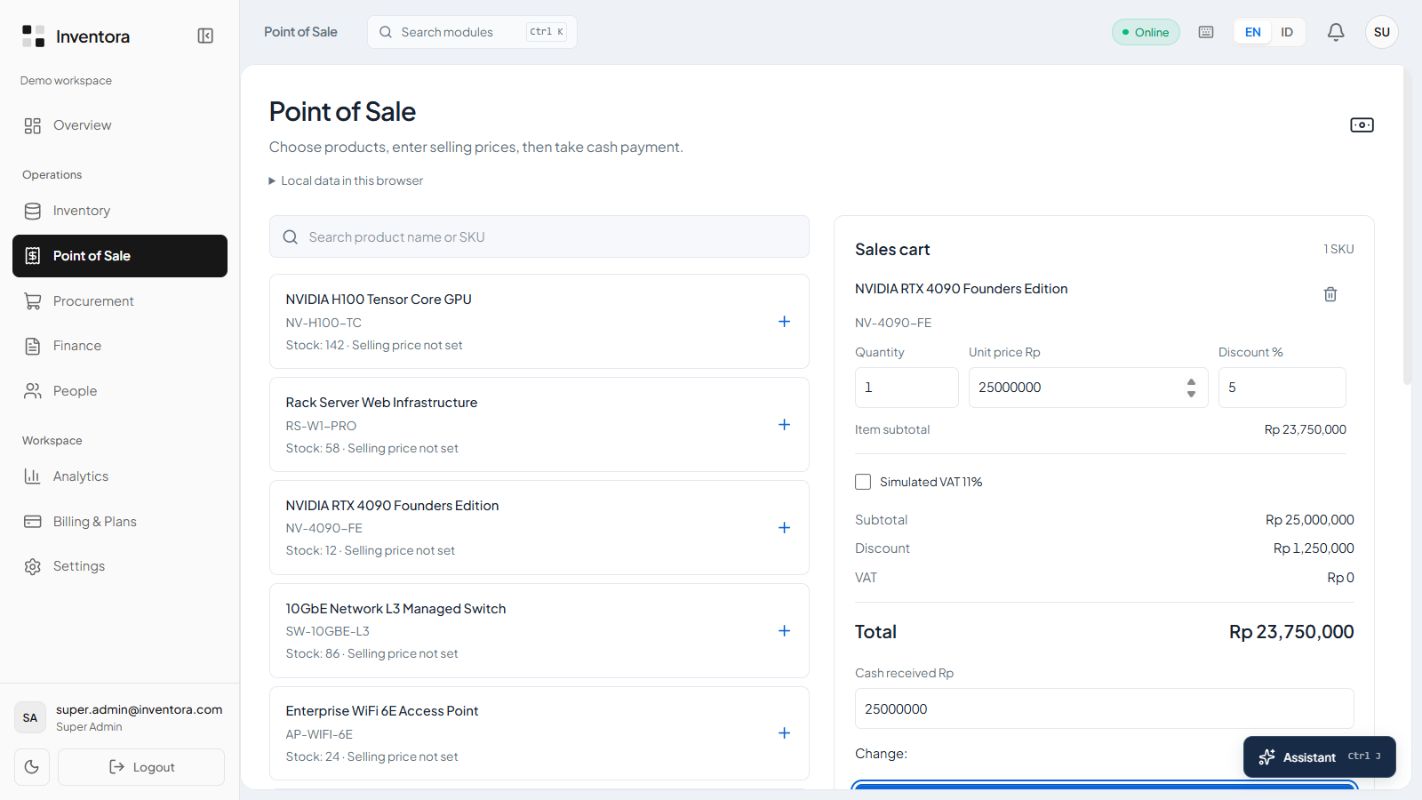 Inventora
Demo workspace
Overview
Operations
Inventory
Point of Sale
Procurement
Finance
People
Workspace
Analytics
Billing & Plans
Settings
SA
super.admin@inventora.com
Super Admin
Logout
Point of Sale
Search modules
Ctrl K
Online
EN
ID
SU
Point of Sale
Choose products, enter selling prices, then take cash payment.
Local data in this browser
Search product name or SKU
NVIDIA H100 Tensor Core GPU
NV-H100-TC
Stock: 142 · Selling price not set
Rack Server Web Infrastructure
RS-W1-PRO
Stock: 58 · Selling price not set
NVIDIA RTX 4090 Founders Edition
NV-4090-FE
Stock: 12 · Selling price not set
10GbE Network L3 Managed Switch
SW-10GBE-L3
Stock: 86 · Selling price not set
Enterprise WiFi 6E Access Point
AP-WIFI-6E
Stock: 24 · Selling price not set
Sales cart
1 SKU
NVIDIA RTX 4090 Founders Edition
NV-4090-FE
Quantity
Unit price Rp
Discount %
1
25000000
5
Item subtotal
Rp 23,750,000
Simulated VAT 11%
Subtotal
Rp 25,000,000
Discount
Rp 1,250,000
VAT
Rp 0
Total
Rp 23,750,000
Cash received Rp
25000000
Change:
Assistant
Ctrl J